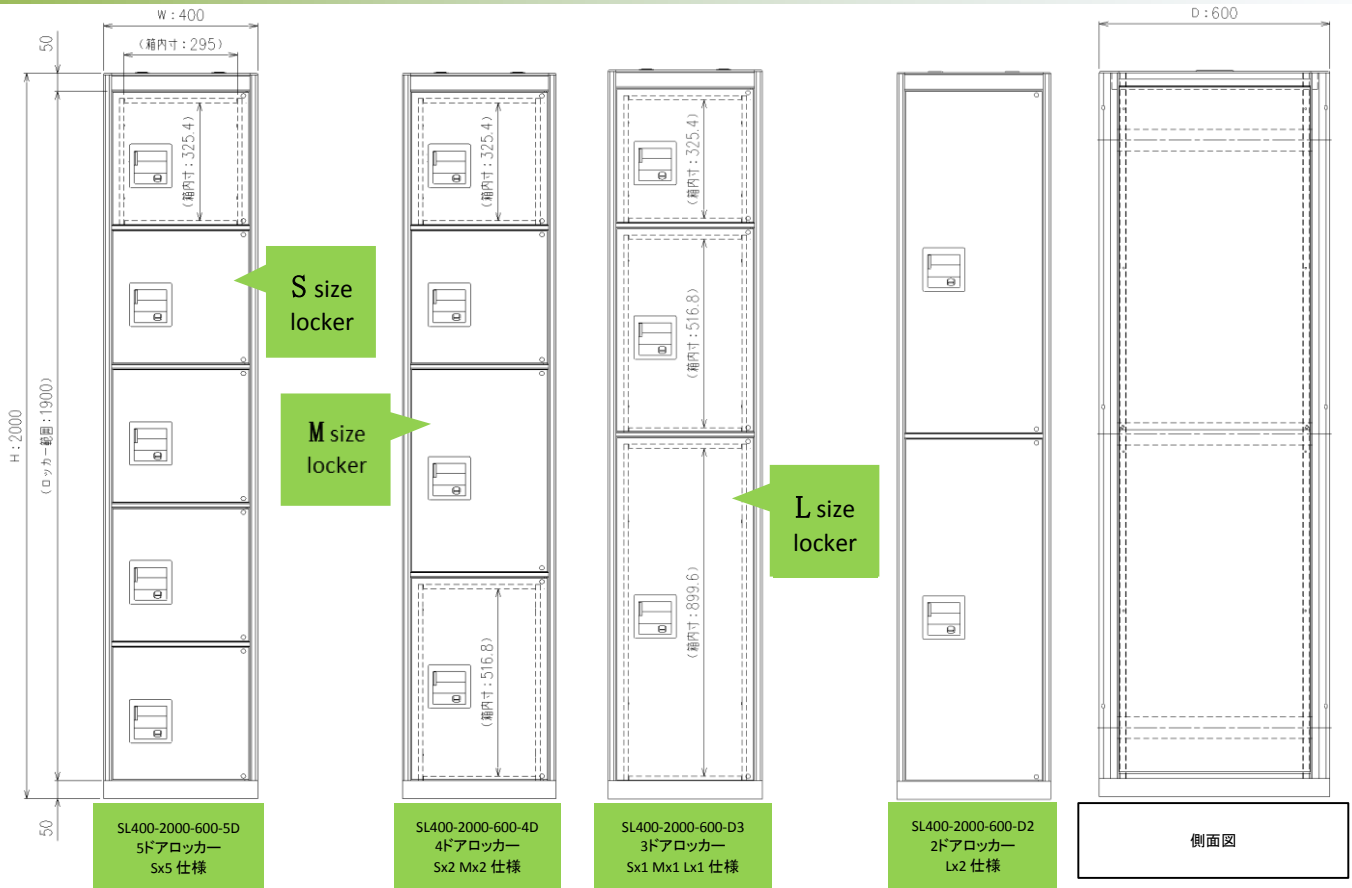 W:400
D:600
50
(箱内寸:295)
(箱内寸:325.4)
(箱内寸:325.4)
(箱内寸:325.4)
S size
locker
(箱内寸:516.8)
H:2000
(ロッカー範囲:1900)
M size
locker
L size
locker
(箱内寸:516.8)
(箱内寸:899.6)
50
SL400-2000-600-5D
5ドアロッカー
Sx5 仕様
SL400-2000-600-4D
4ドアロッカー
Sx2 Mx2 仕様
SL400-2000-600-D3
3ドアロッカー
Sx1 Mx1 Lx1 仕様
SL400-2000-600-D2
2ドアロッカー
Lx2 仕様
側面図